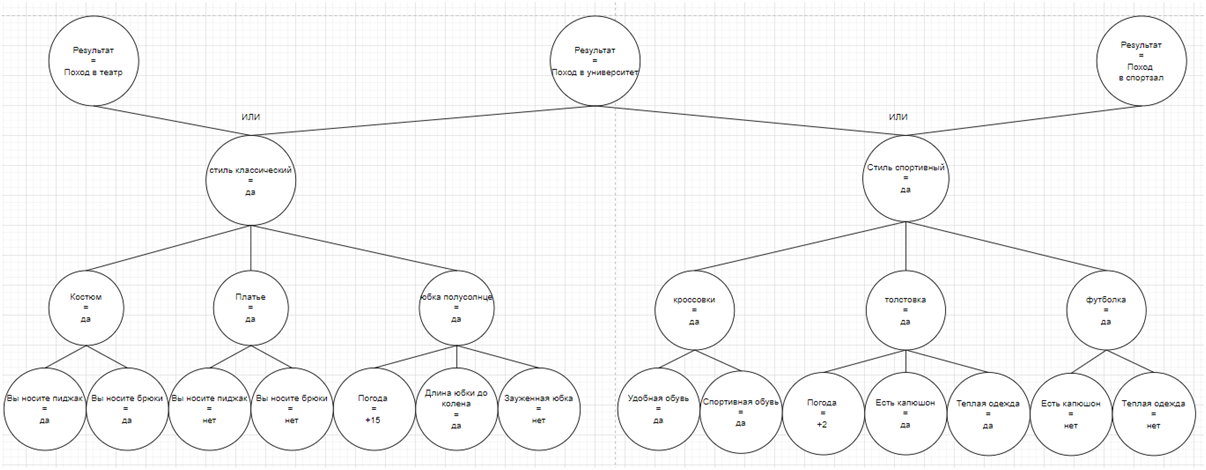 Результат
=
Поход в театр
Результат
=
Поход в университет
Результат
=
Поход
в спортзал
ИЛИ
ИЛИ
стиль классический
=
да
Стиль спортивный
=
да
Костюм
=
да
Платье
=
да
юбка полусолнце
=
да
кроссовки
=
да
толстовка
=
да
футболка
=
да
Вы носите пиджак
=
да
Вы носите брюки
=
да
Вы носите пиджак
=
нет
Вы носите брюки
=
нет
Погода
=
+15
Длина юбки до
колена
=
да
Зауженная юбка
=
нет
Удобная обувь
=
да
Спортивная обувь
=
да
Погода
=
+2
Есть капюшон
=
да
Теплая одежда
=
да
Есть капюшон
=
нет
Теплая одежда
=
нет